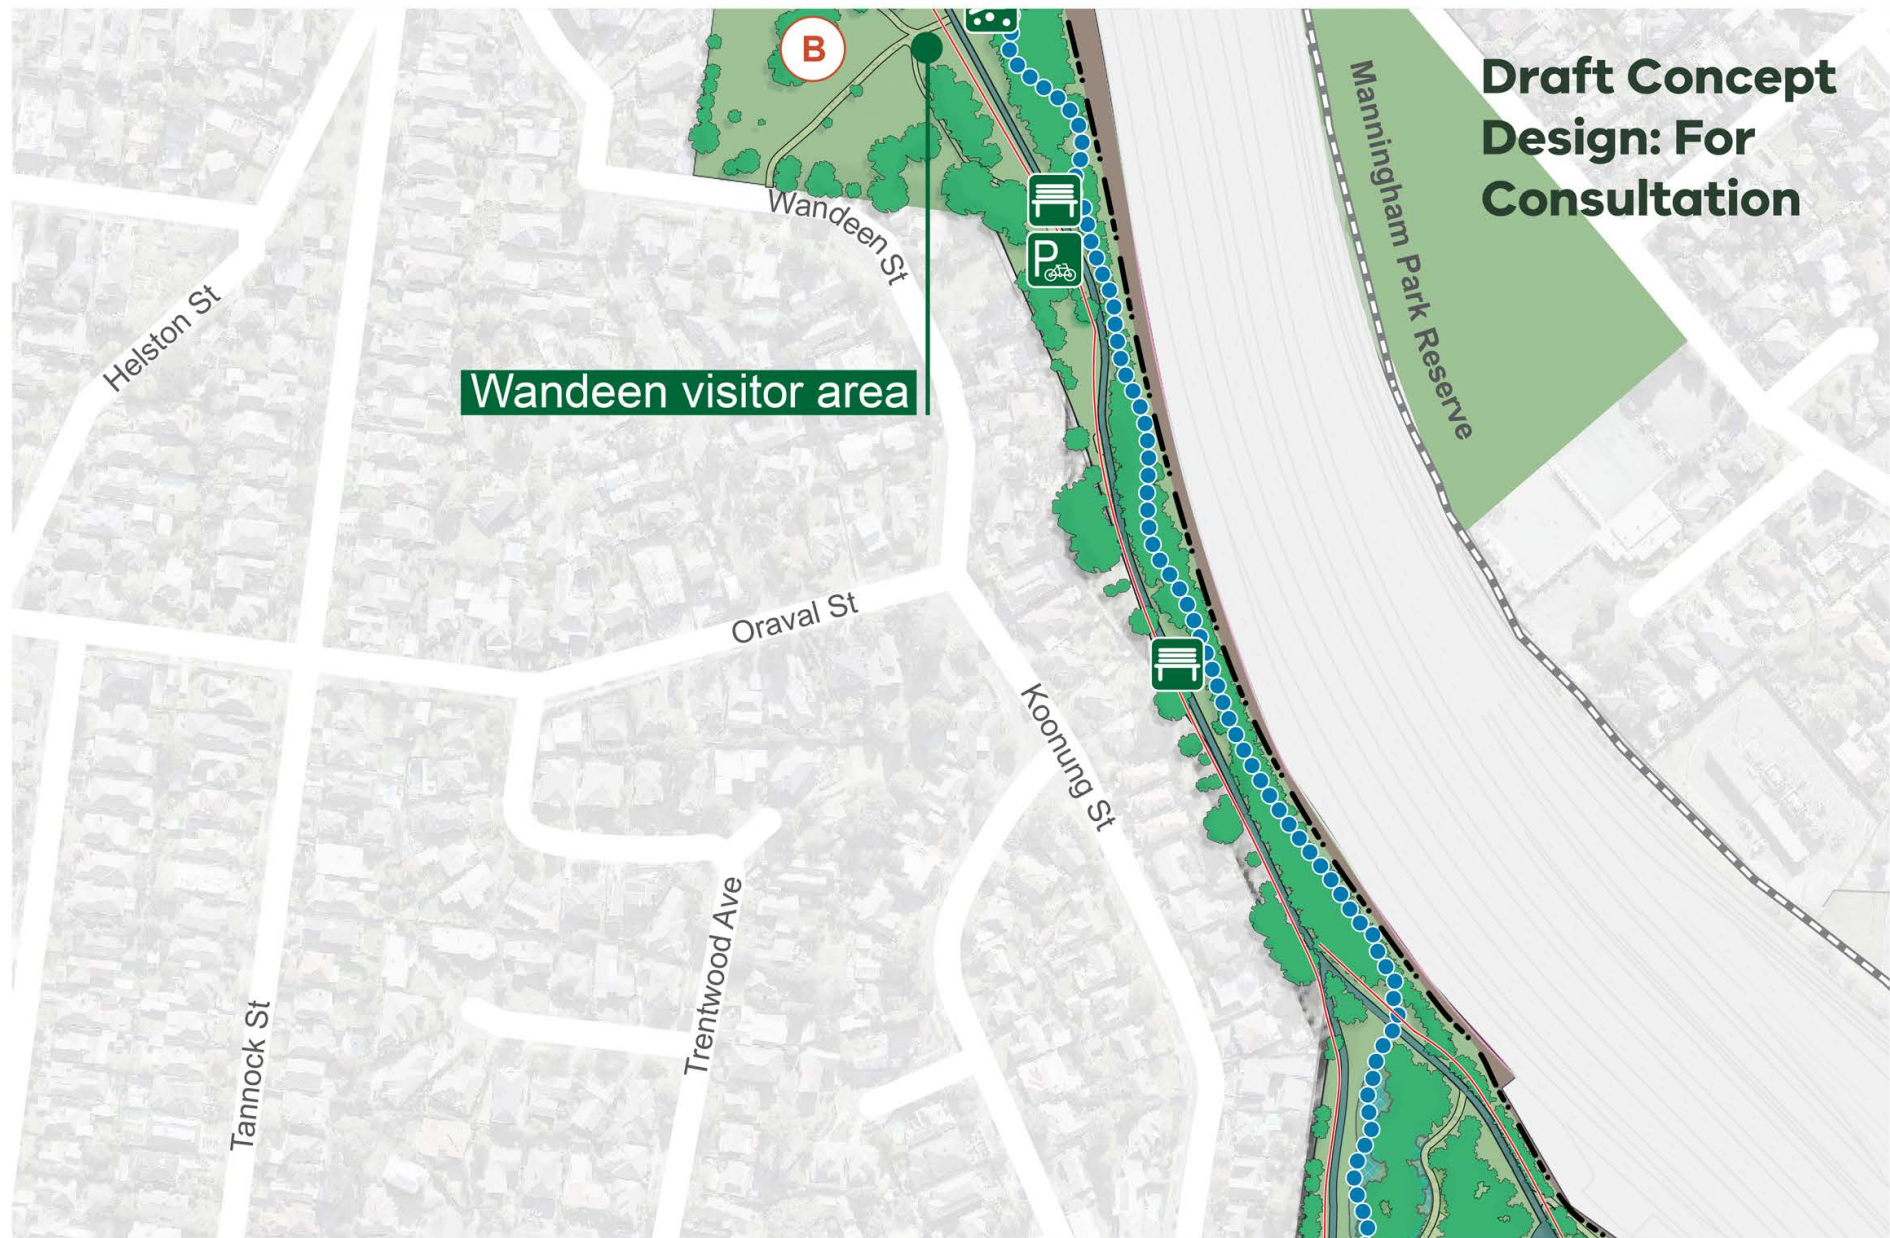 B
Draft Concept
Design: For
Consultation
Manningham Park Reserve
Wandeen St
P
Helston St
Wandeen visitor area
Oraval St
Koonung St
Trentwood Ave
Tannock St